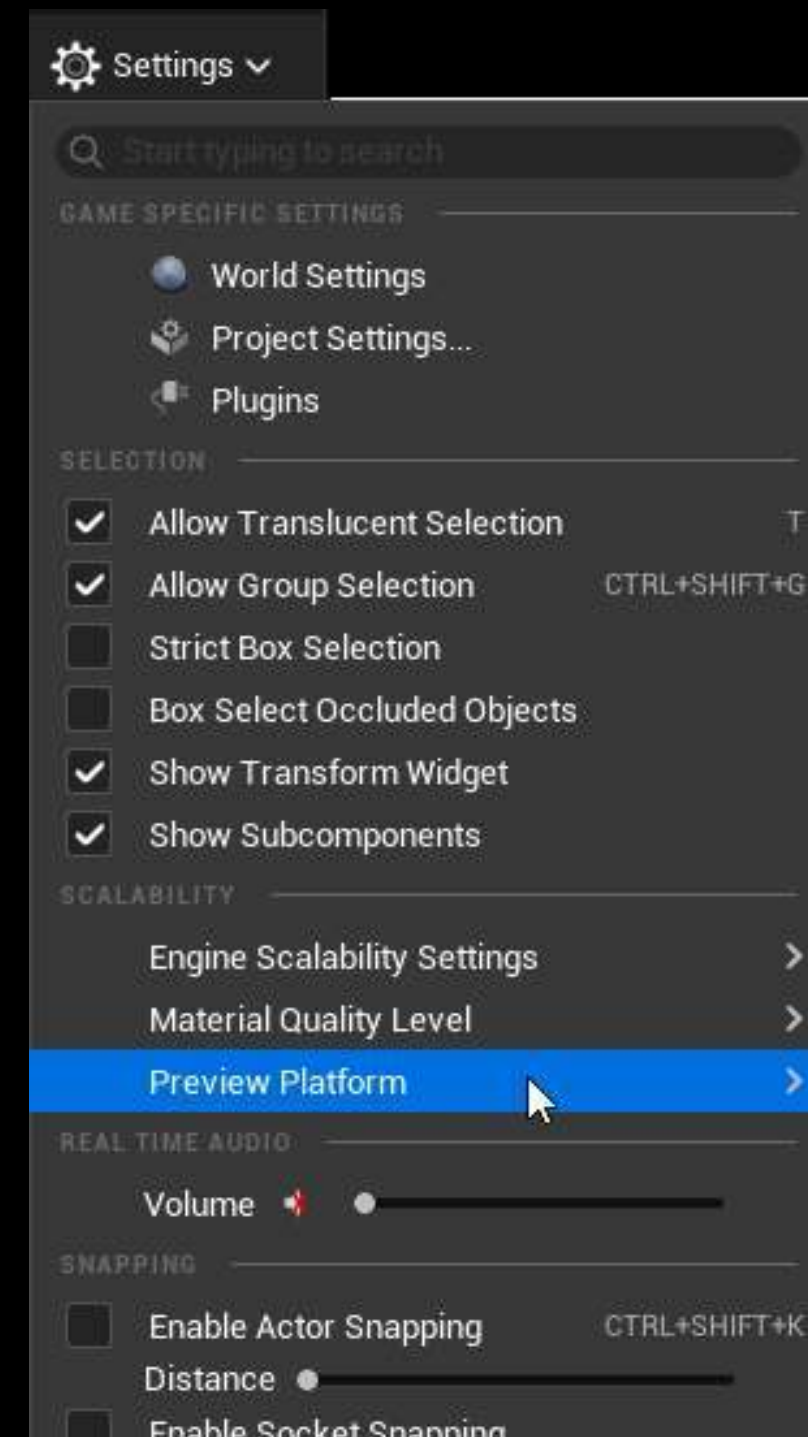 Settings
Start typing to search
GAME SPECIFIC SETTINGS
World Settings
Project Settings...
Plugins
SELECTION
Allow Translucent Selection T
Allow Group Selection CTRL+SHIFT+G
Strict Box Selection
Box Select Occluded Objects
Show Transform Widget
Show Subcomponents
SCALABILITY
Engine Scalability Settings
Material Quality Level
Preview Platform
REAL TIME AUDIO
Volume
SNAPPING
Enable Actor Snapping CTRL+SHIFT+K
Distance
Enable Socket Snapping